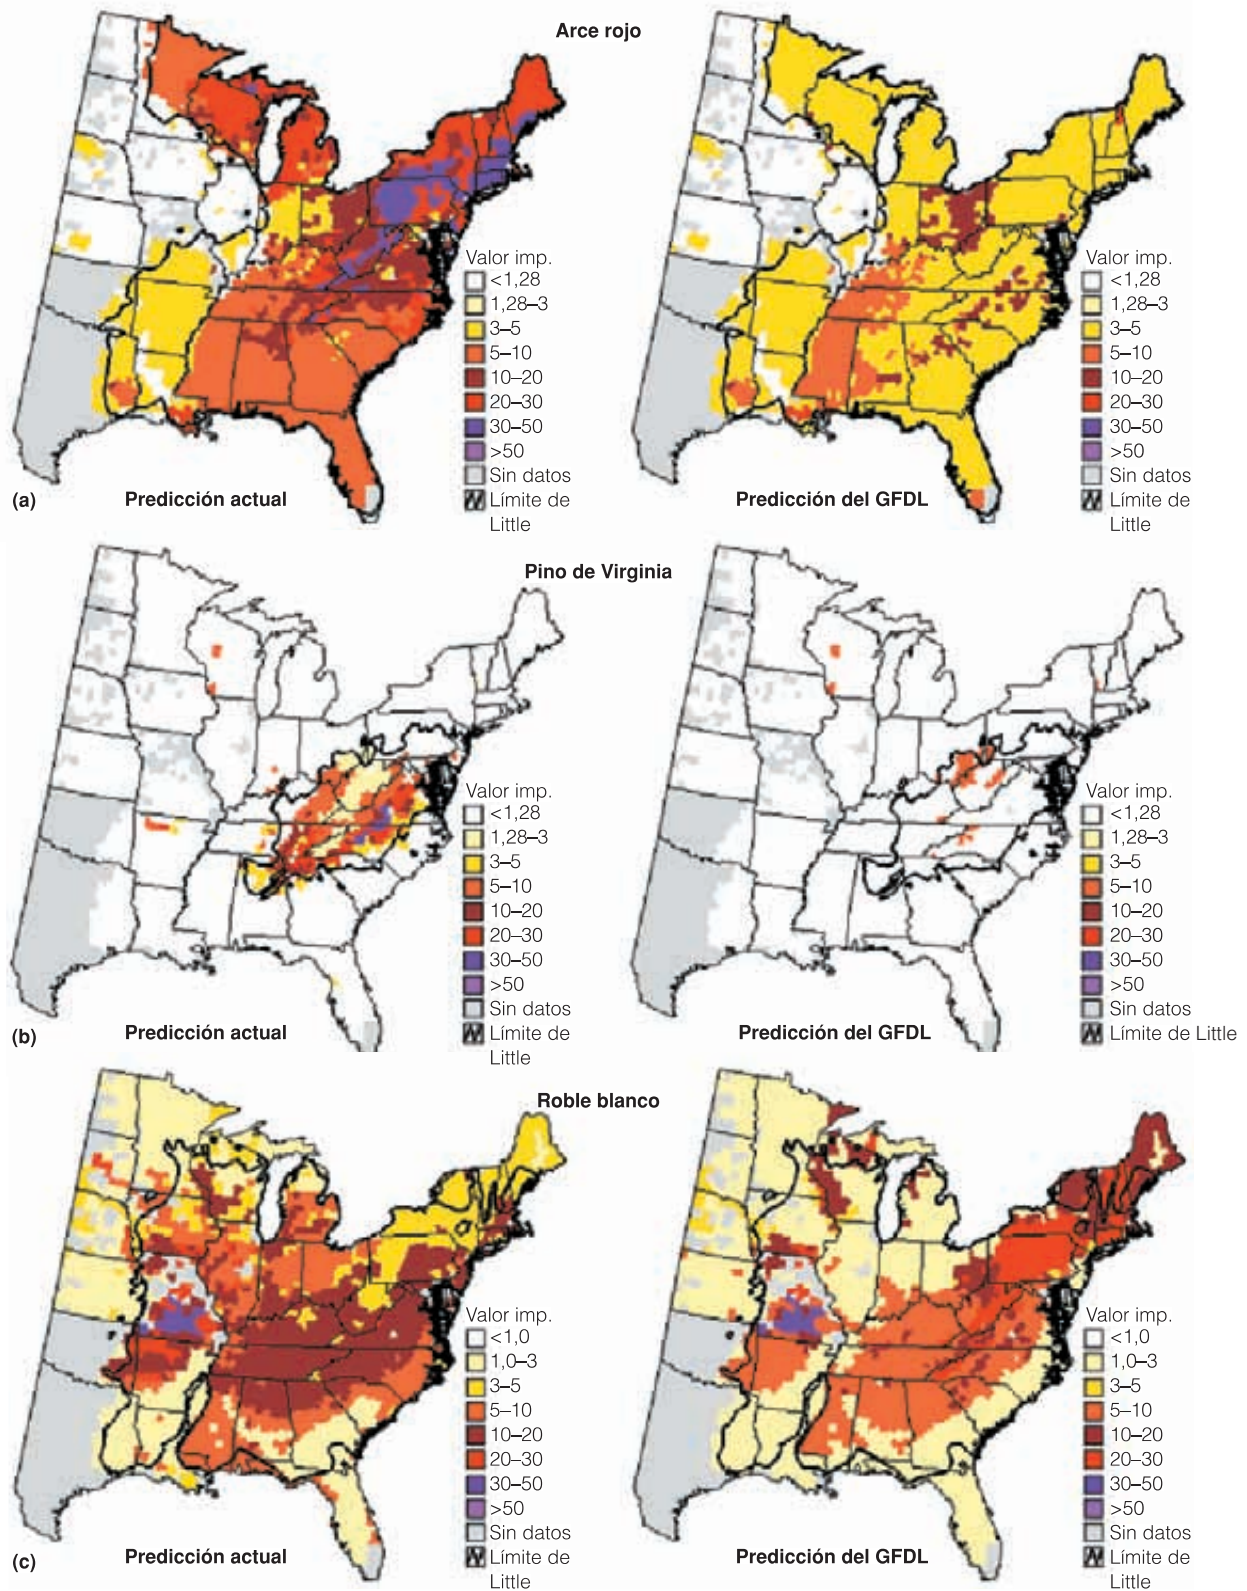 Arce rojo
Valor imp.
<1,28
1,28–3
3–5
5–10
10–20
20–30
30–50
>50
Sin datos
Límite de
Little
(a)
Predicción actual
Valor imp.
<1,28
1,28–3
3–5
5–10
10–20
20–30
30–50
>50
Sin datos
Límite de
Little
Predicción del GFDL
Pino de Virginia
Valor imp.
<1,28
1,28–3
3–5
5–10
10–20
20–30
30–50
>50
Sin datos
Límite de
Little
(b)
Predicción actual
Valor imp.
<1,28
1,28–3
3–5
5–10
10–20
20–30
30–50
>50
Sin datos
Límite de Little
Predicción del GFDL
Roble blanco
Valor imp.
<1,0
1,0–3
3–5
5–10
10–20
20–30
30–50
>50
Sin datos
Límite de
Little
(c)
Predicción actual
Valor imp.
<1,0
1,0–3
3–5
5–10
10–20
20–30
30–50
>50
Sin datos
Límite de
Little
Predicción del GFDL